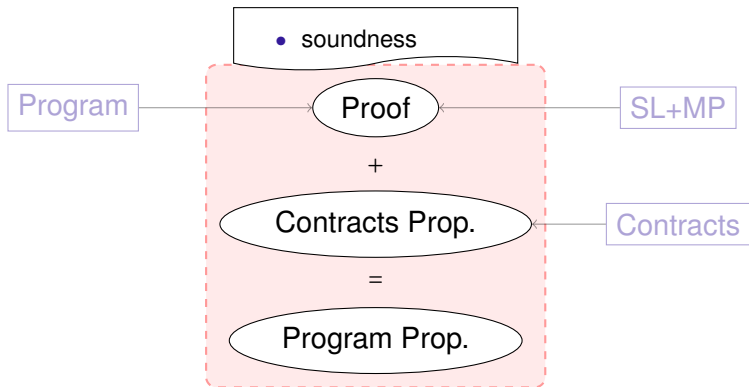 • soundness
Program
Proof
SL+MP
+
Contracts Prop.
Contracts
=
Program Prop.